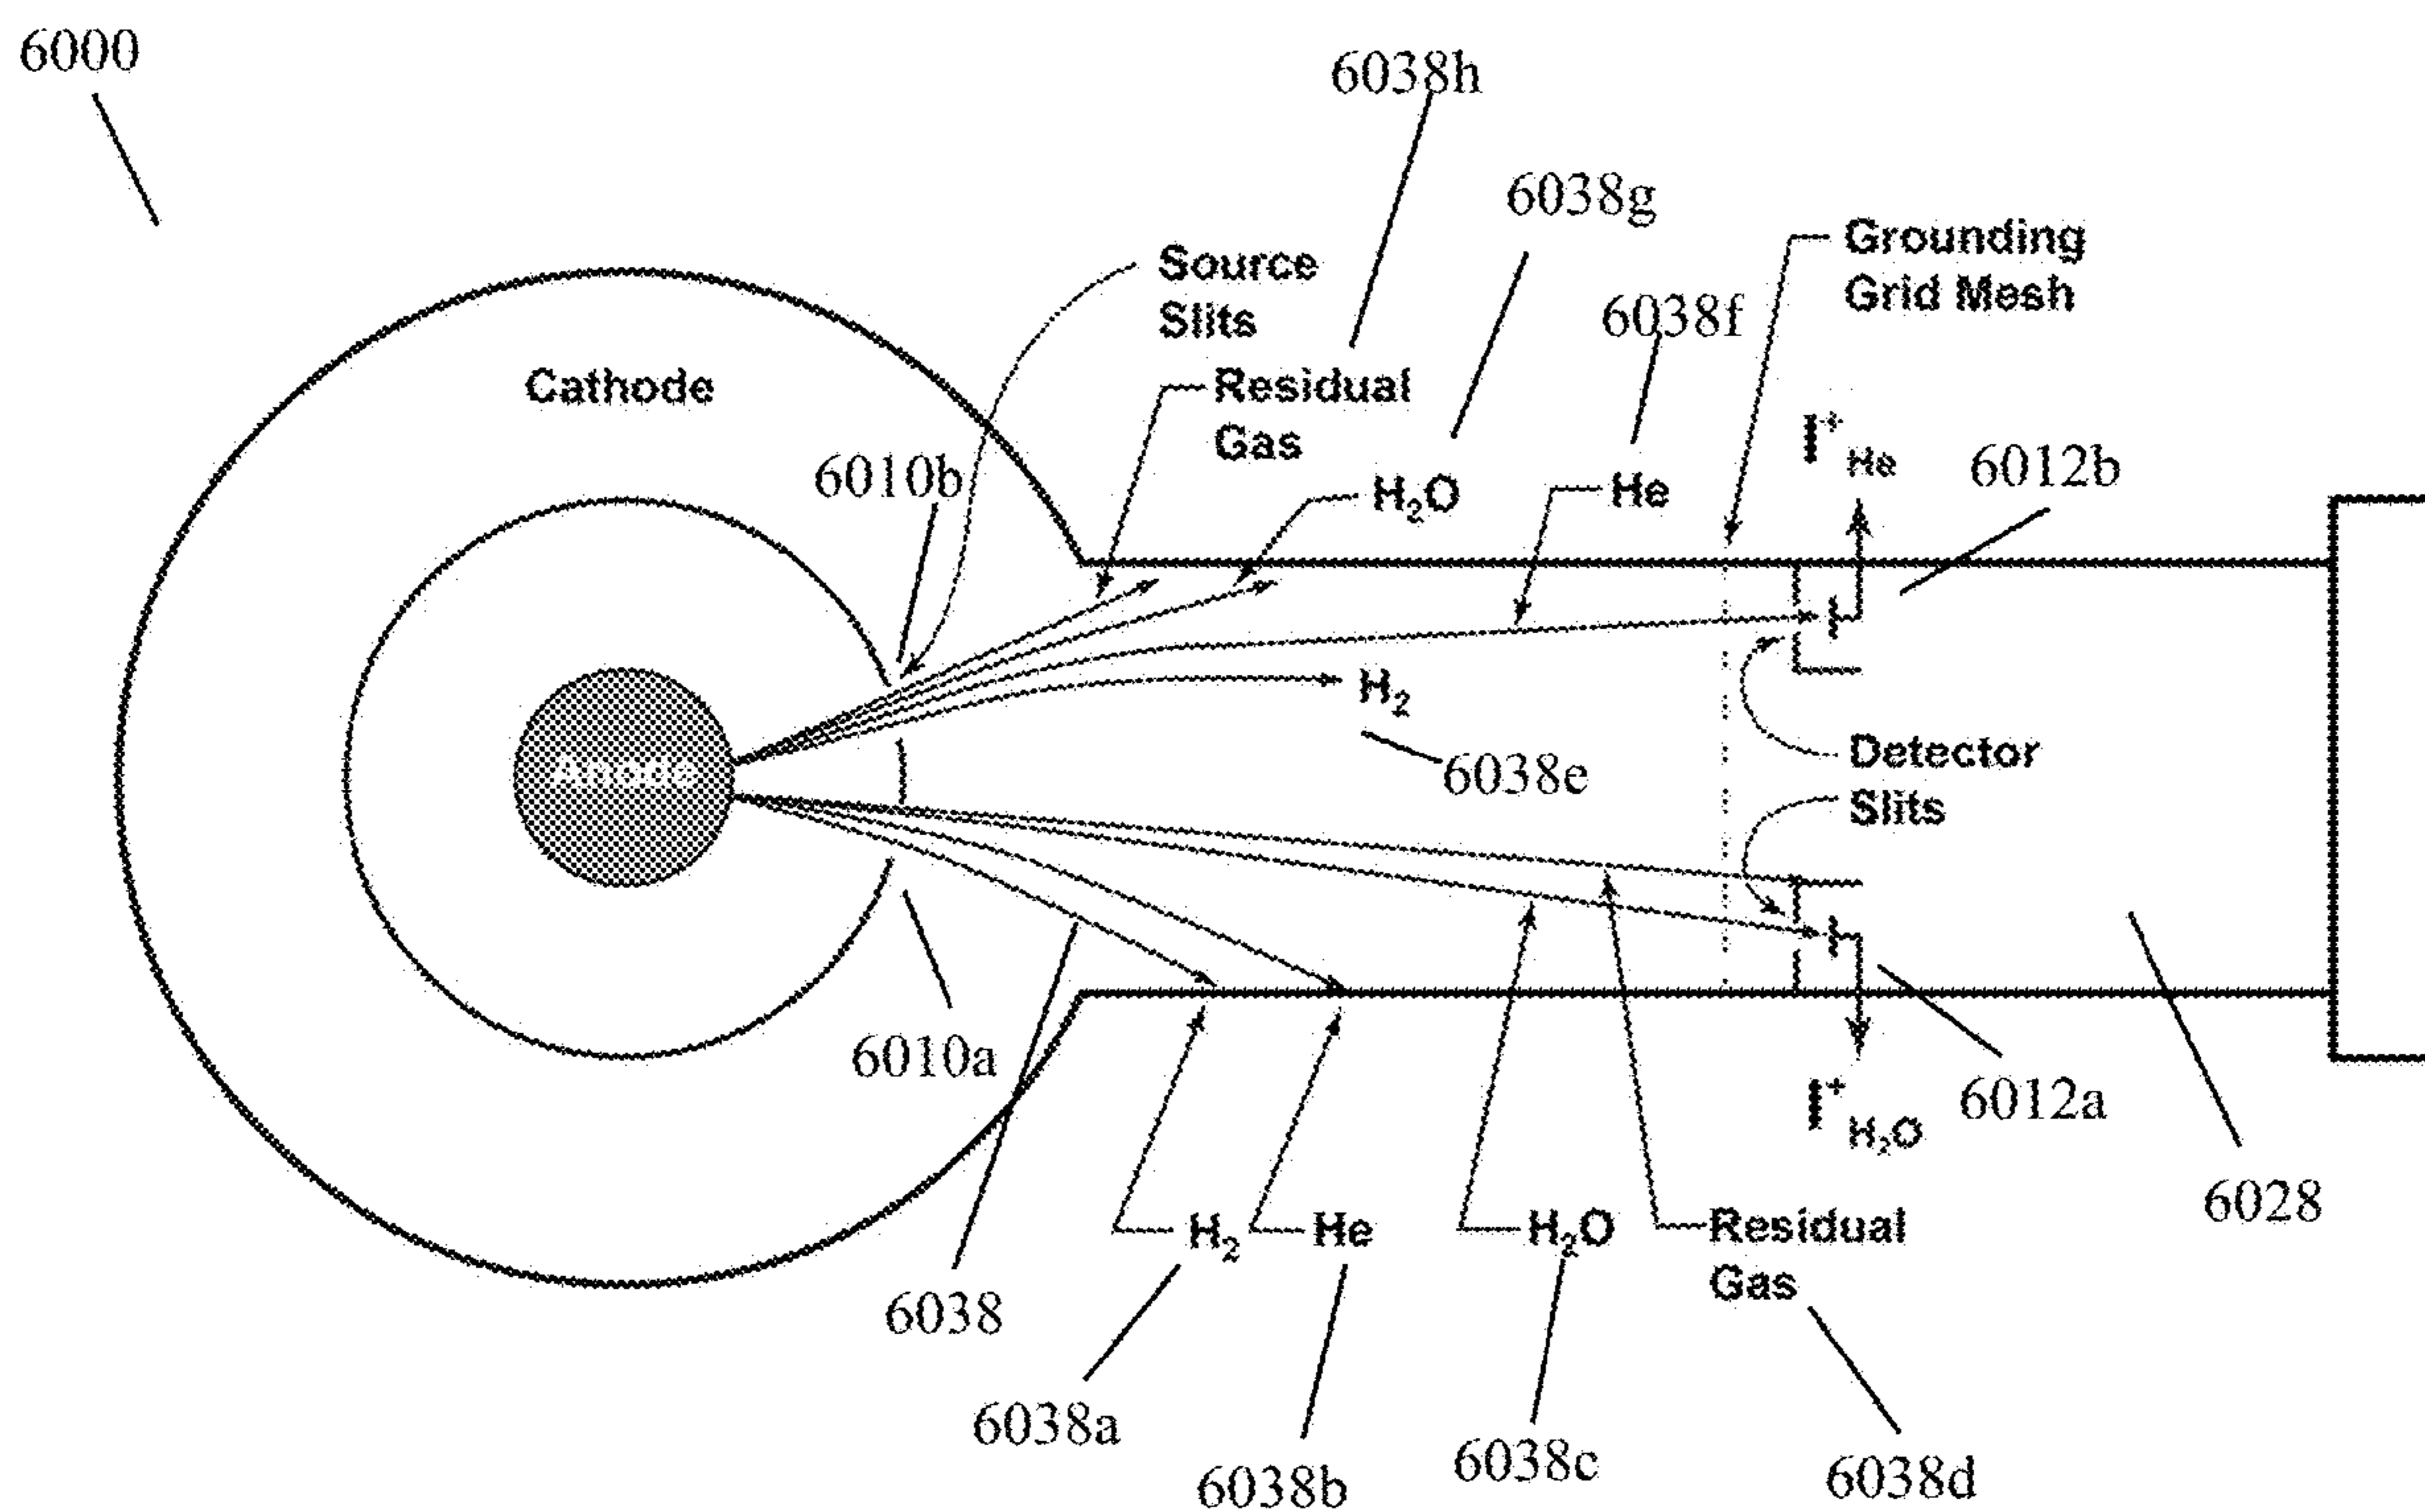 6000
6038h
6038g
Source
Slits
Grounding
Grid Mesh
6038f
Cathode
Residual
Gas
6010b
H₂O
He
I⁺ He
6012b
H₂
6038e
Anode
Detector
Slits
6010a
6012a
I⁺ H₂O
6028
H₂
He
H₂O
Residual
Gas
6038
6038a
6038b
6038c
6038d